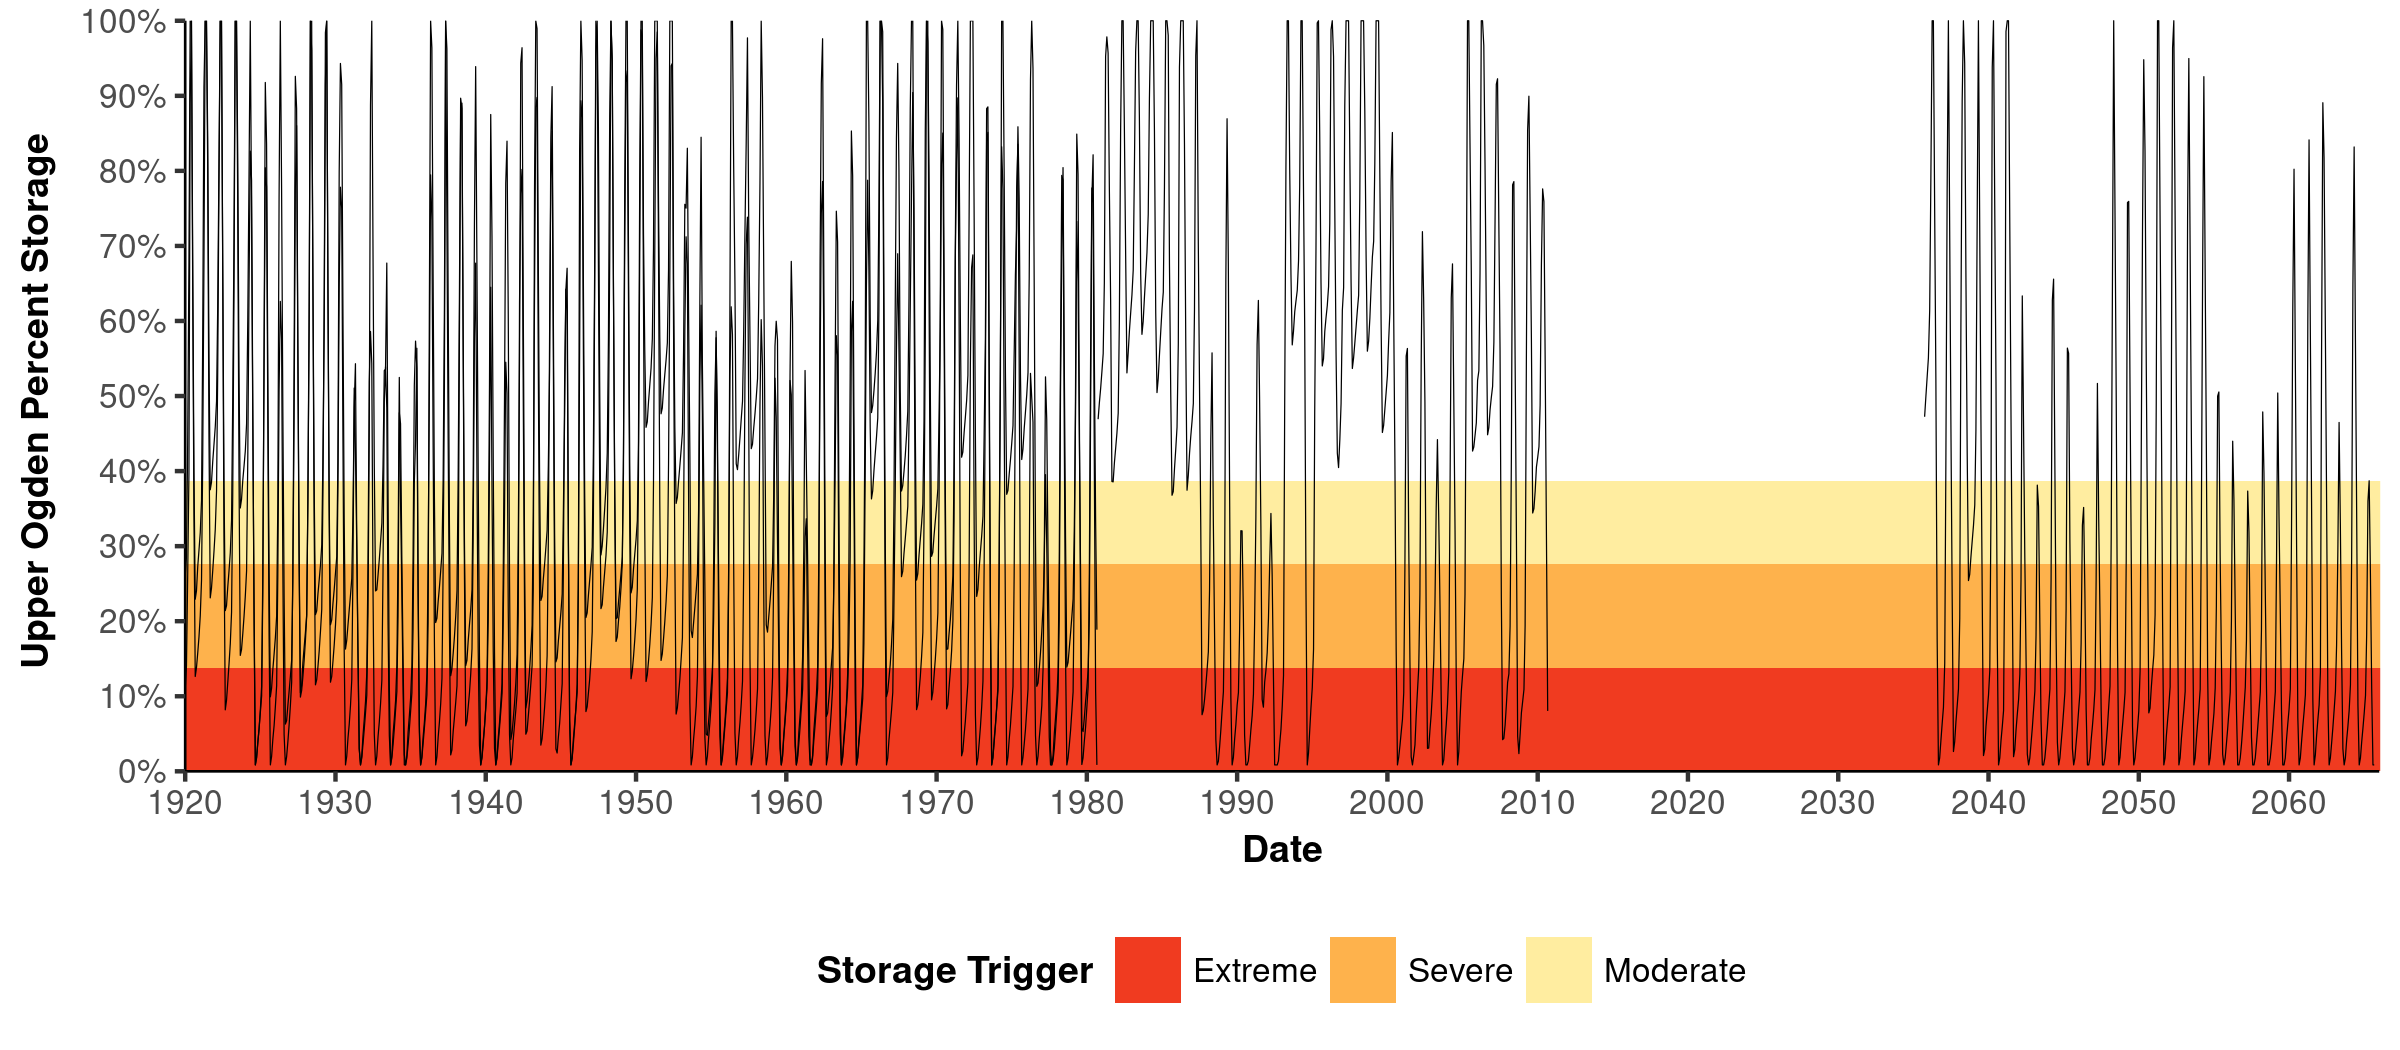 Upper Ogden Percent Storage
100%
90%
80%
70%
60%
50%
40%
30%
20%
10%
0%
1920 1930 1940 1950 1960 1970 1980 1990 2000 2010 2020 2030 2040 2050 2060
Date
Storage Trigger Extreme Severe Moderate